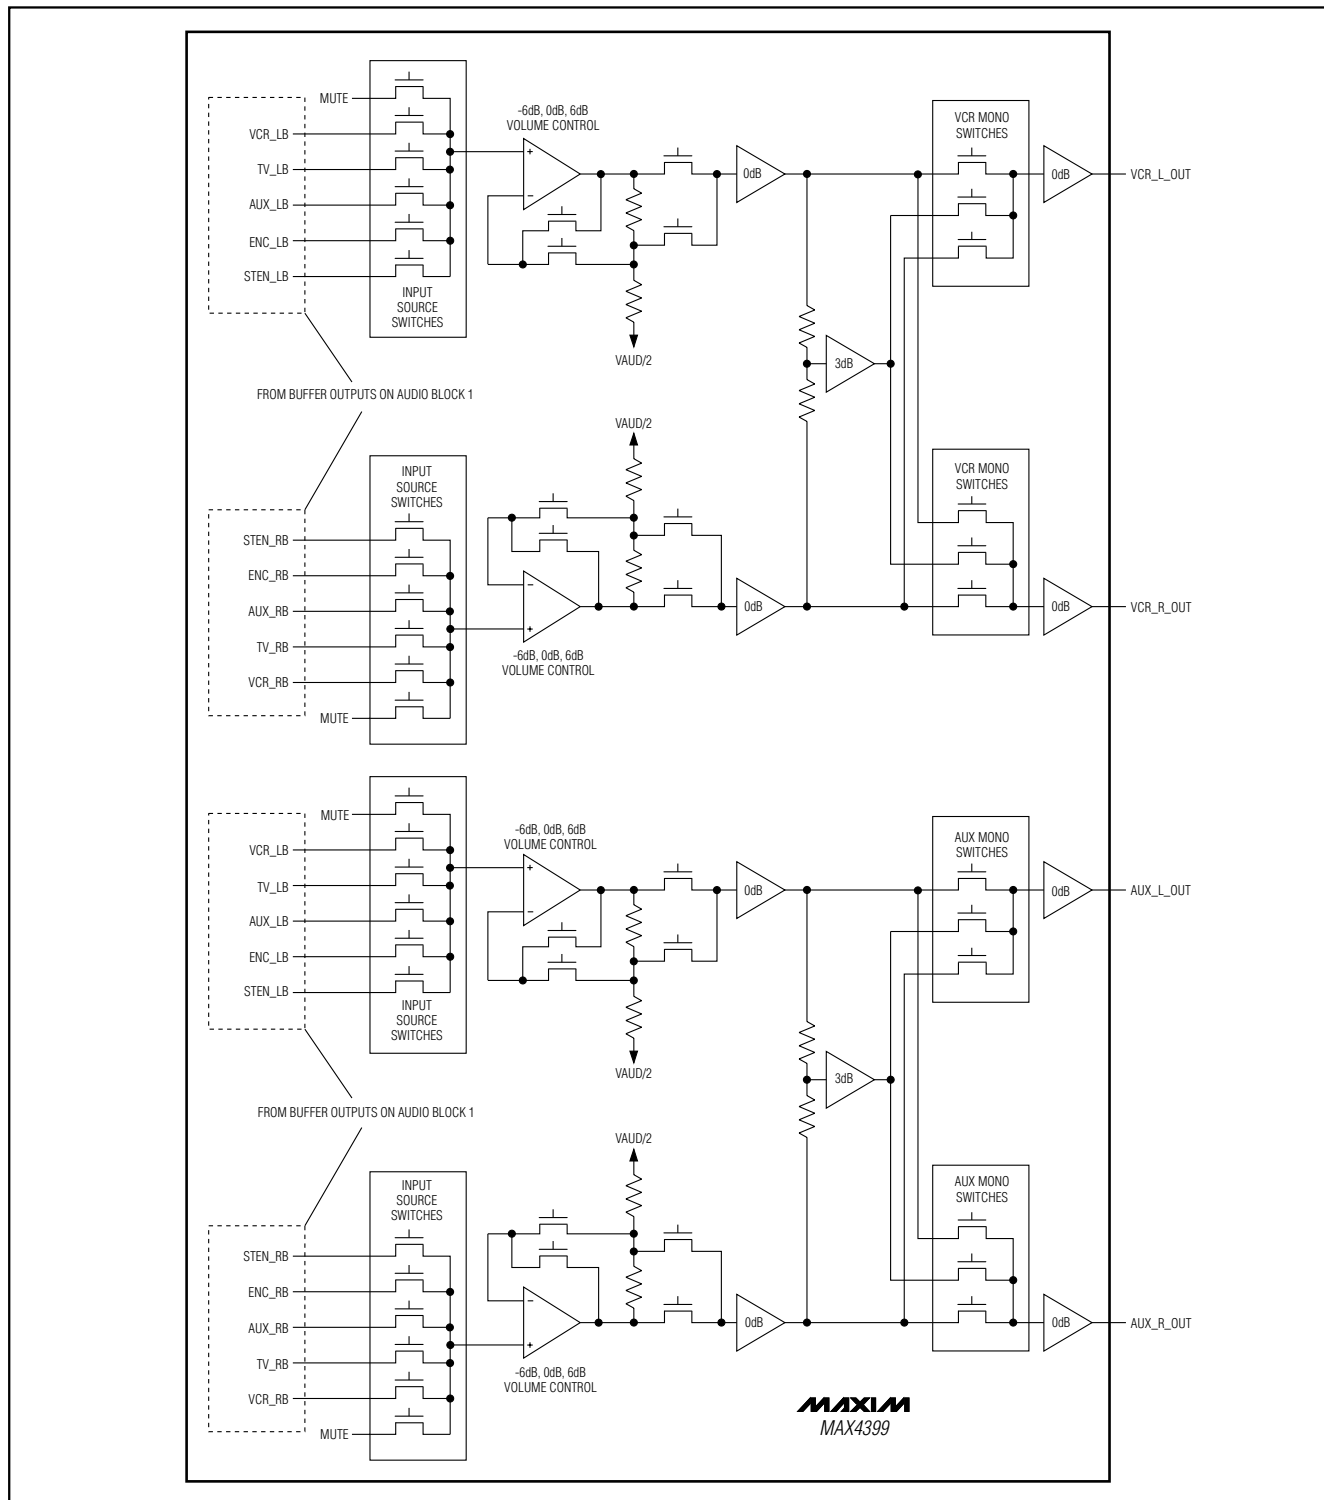 MUTE
VCR_LB
TV_LB
AUX_LB
ENC_LB
STEN_LB
INPUT
SOURCE
SWITCHES
-6dB, 0dB, 6dB
VOLUME CONTROL
VAUD/2
0dB
VCR MONO
SWITCHES
0dB
VCR_L_OUT
3dB
FROM BUFFER OUTPUTS ON AUDIO BLOCK 1
INPUT
SOURCE
SWITCHES
STEN_RB
ENC_RB
AUX_RB
TV_RB
VCR_RB
MUTE
VAUD/2
-6dB, 0dB, 6dB
VOLUME CONTROL
0dB
VCR MONO
SWITCHES
0dB
VCR_R_OUT
MUTE
VCR_LB
TV_LB
AUX_LB
ENC_LB
STEN_LB
INPUT
SOURCE
SWITCHES
-6dB, 0dB, 6dB
VOLUME CONTROL
VAUD/2
0dB
AUX MONO
SWITCHES
0dB
AUX_L_OUT
3dB
FROM BUFFER OUTPUTS ON AUDIO BLOCK 1
INPUT
SOURCE
SWITCHES
STEN_RB
ENC_RB
AUX_RB
TV_RB
VCR_RB
MUTE
VAUD/2
-6dB, 0dB, 6dB
VOLUME CONTROL
0dB
AUX MONO
SWITCHES
0dB
AUX_R_OUT
MAXIM
MAX4399